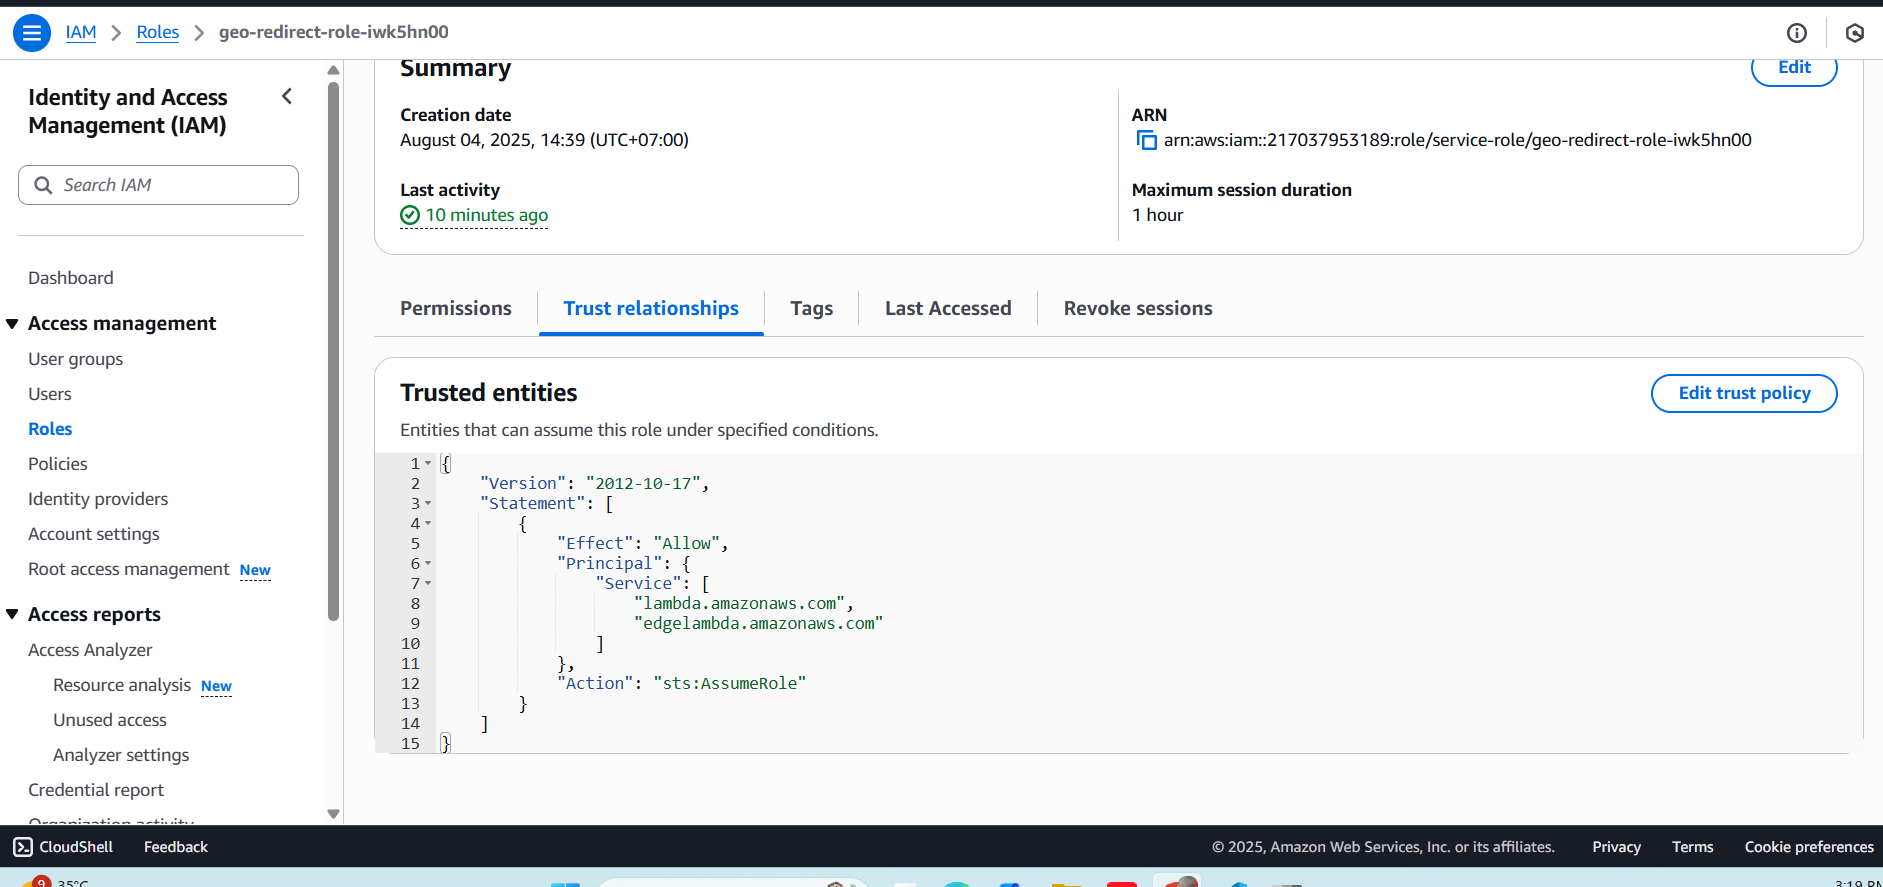 IAM > Roles > geo-redirect-role-iwk5hn00
Identity and Access
Management (IAM)
Search IAM
Dashboard
Access management
User groups
Users
Roles
Policies
Identity providers
Account settings
Root access management New
Access reports
Access Analyzer
Resource analysis New
Unused access
Analyzer settings
Credential report
Organization activity
Summary
Edit
Creation date
August 04, 2025, 14:39 (UTC+07:00)
ARN
arn:aws:iam::217037953189:role/service-role/geo-redirect-role-iwk5hn00
Last activity
10 minutes ago
Maximum session duration
1 hour
Permissions
Trust relationships
Tags
Last Accessed
Revoke sessions
Trusted entities
Edit trust policy
Entities that can assume this role under specified conditions.
1 {
2 "Version": "2012-10-17",
3 "Statement": [
4 {
5 "Effect": "Allow",
6 "Principal": {
7 "Service": [
8 "lambda.amazonaws.com",
9 "edgelambda.amazonaws.com"
10 ]
11 },
12 "Action": "sts:AssumeRole"
13 }
14 ]
15 }
CloudShell Feedback
© 2025, Amazon Web Services, Inc. or its affiliates. Privacy Terms Cookie preferences
9
35°C
3:19 PM